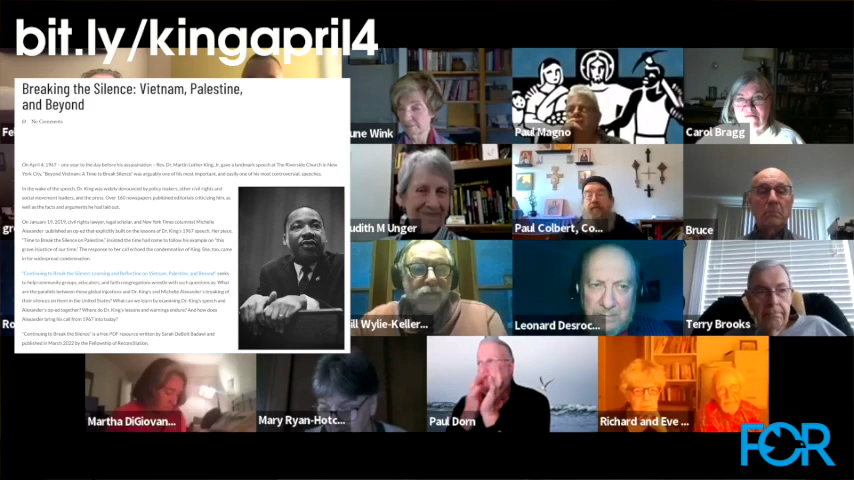 bit.ly/kingapril4
Breaking the Silence: Vietnam, Palestine,
and Beyond
No Comments
On April 4, 1967 – one year to the day before his assassination – Rev. Dr. Martin Luther King, Jr. gave a landmark speech at The Riverside Church in New
York City. "Beyond Vietnam: A Time to Break Silence" was arguably one of his most important, and easily one of his most controversial, speeches.
In the wake of the speech, Dr. King was widely denounced by policy makers, other civil rights and
social movement leaders, and the press. Over 160 newspapers published editorials criticizing him, as
well as the facts and arguments he had laid out.
On January 19, 2019, civil rights lawyer, legal scholar, and New York Times columnist Michelle
Alexander published an op-ed that explicitly built on the lessons of Dr. King's 1967 speech. Her piece,
"Time to Break the Silence on Palestine," insisted the time had come to follow his example on "this
grave injustice of our time." The response to her call echoed the condemnation of King. She, too, came
in for widespread condemnation.
"Continuing to Break the Silence: Learning and Reflection on Vietnam, Palestine, and Beyond" seeks
to help community groups, educators, and faith congregations wrestle with such questions as: What
are the parallels between these global injustices and Dr. King's and Michelle Alexander's breaking of
their silence on them in the United States? What can we learn by examining Dr. King's speech and
Alexander's op-ed together? Where do Dr. King's lessons and warnings endure? And how does
Alexander bring his call from 1967 into today?
"Continuing to Break the Silence" is a free PDF resource written by Sarah DeBolt Badawi and
published in March 2022 by the Fellowship of Reconciliation.
Fe
une Wink
Paul Magno
Carol Bragg
gr
udith M Unger
Paul Colbert, Co...
Bruce
Ro
ill Wylie-Keller...
Leonard Desroc...
Terry Brooks
Martha DiGiovan...
Mary Ryan-Hotc...
Paul Dorn
Richard and Eve ...
FOR